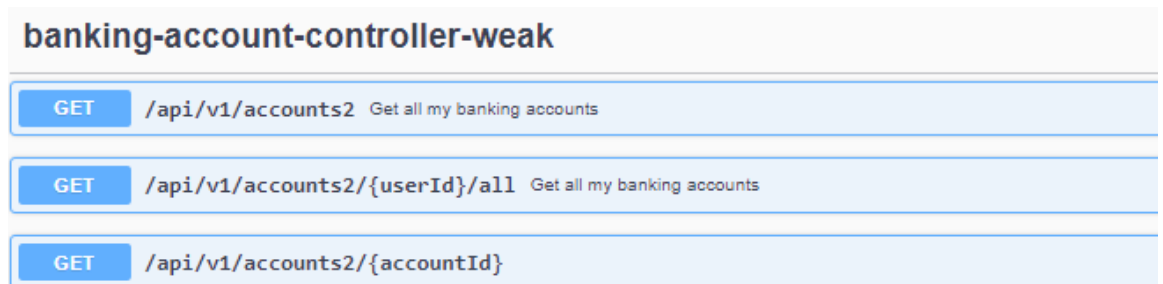 banking-account-controller-weak
GET /api/v1/accounts2 Get all my banking accounts
GET /api/v1/accounts2/{userId}/all Get all my banking accounts
GET /api/v1/accounts2/{accountId}